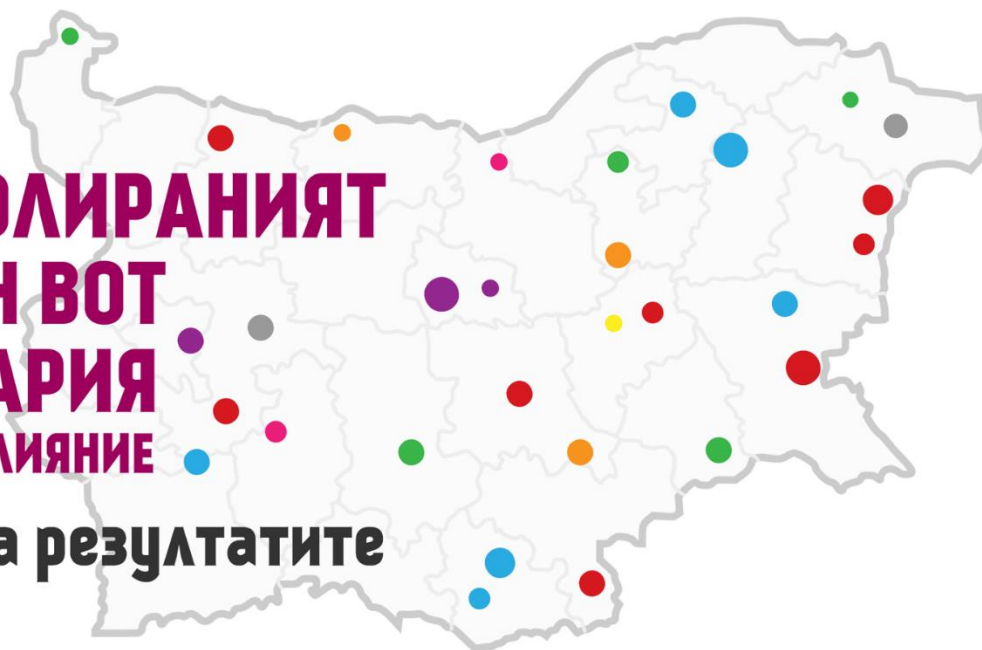 ОЛИРАНИЯТ
Н ВОТ
АРИЯ
ЛИЯНИЕ
а резултатите